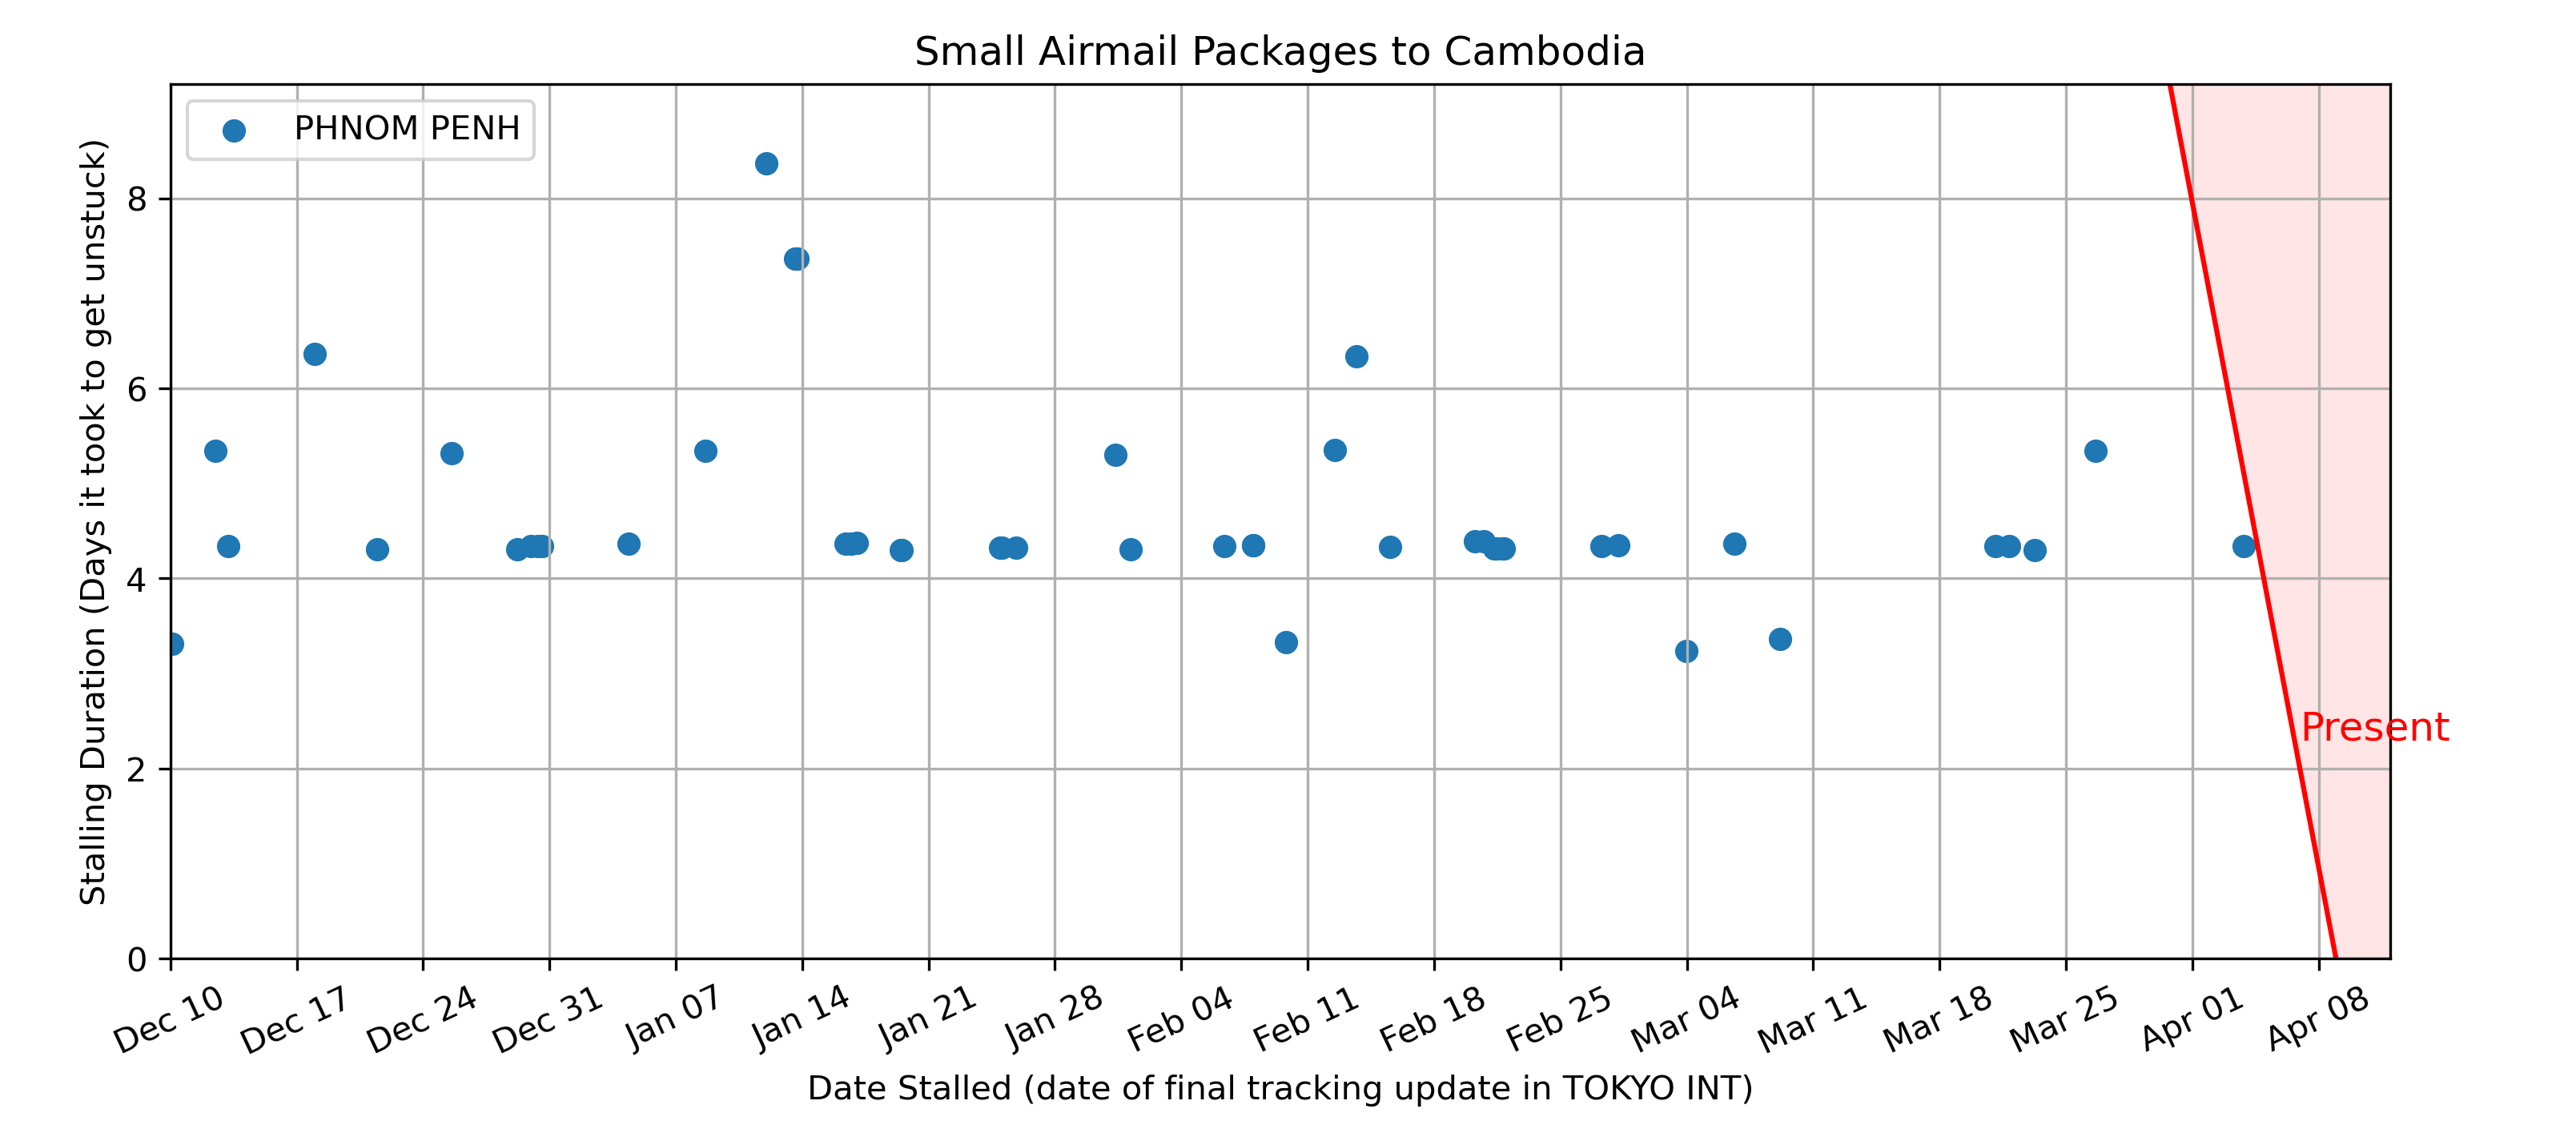 Small Airmail Packages to Cambodia
PHNOM PENH
Stalling Duration (Days it took to get unstuck)
8
6
4
2
0
Present
Dec 10
Dec 17
Dec 24
Dec 31
Jan 07
Jan 14
Jan 21
Jan 28
Feb 04
Feb 11
Feb 18
Feb 25
Mar 04
Mar 11
Mar 18
Mar 25
Apr 01
Apr 08
Date Stalled (date of final tracking update in TOKYO INT)